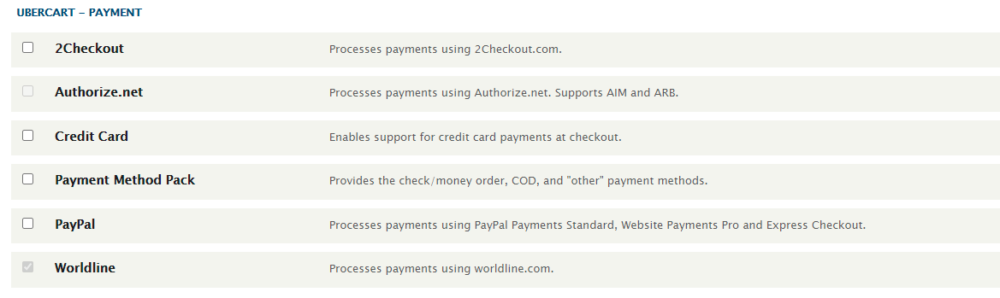 UBERCART – PAYMENT
2Checkout Processes payments using 2Checkout.com.
Authorize.net Processes payments using Authorize.net. Supports AIM and ARB.
Credit Card Enables support for credit card payments at checkout.
Payment Method Pack Provides the check/money order, COD, and "other" payment methods.
PayPal Processes payments using PayPal Payments Standard, Website Payments Pro and Express Checkout.
Worldline Processes payments using worldline.com.